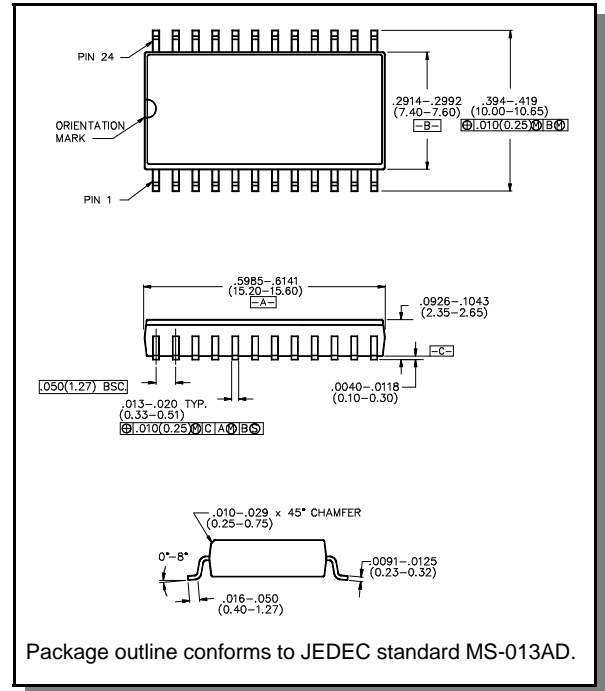 PIN 24
ORIENTATION
MARK
PIN 1
.2914–.2992
(7.40–7.60)
-B-
.394–.419
(10.00–10.65)
⌖ .010(0.25)Ⓜ BⓂ
.5985–.6141
(15.20–15.60)
-A-
.0926–.1043
(2.35–2.65)
-C-
.050(1.27) BSC.
.0040–.0118
(0.10–0.30)
.013–.020 TYP.
(0.33–0.51)
⌖ .010(0.25)Ⓜ C AⓂ BⓈ
.010–.029 x 45° CHAMFER
(0.25–0.75)
0°–8°
.0091–.0125
(0.23–0.32)
.016–.050
(0.40–1.27)
Package outline conforms to JEDEC standard MS-013AD.